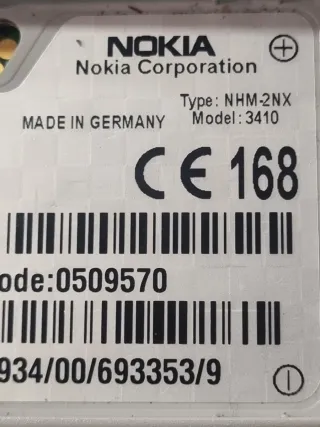 NOKIA
Nokia Corporation
Type: NHM-2NX
MADE IN GERMANY Model: 3410
CE 168
ode:0509570
934/00/693353/9